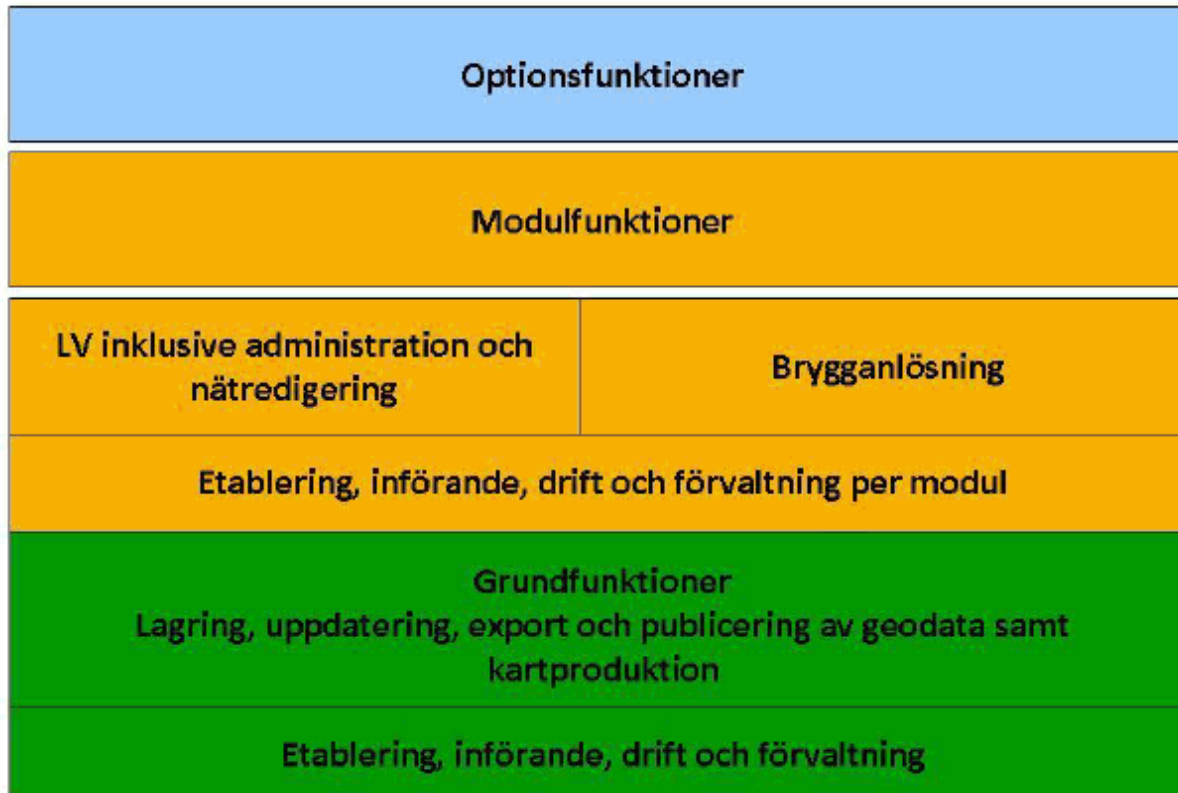 Optionsfunktioner
Modulfunktioner
LV inklusive administration och
nätredigering
Brygganlösning
Etablering, införande, drift och förvaltning per modul
Grundfunktioner
Lagring, uppdatering, export och publicering av geodata samt
kartproduktion
Etablering, införande, drift och förvaltning